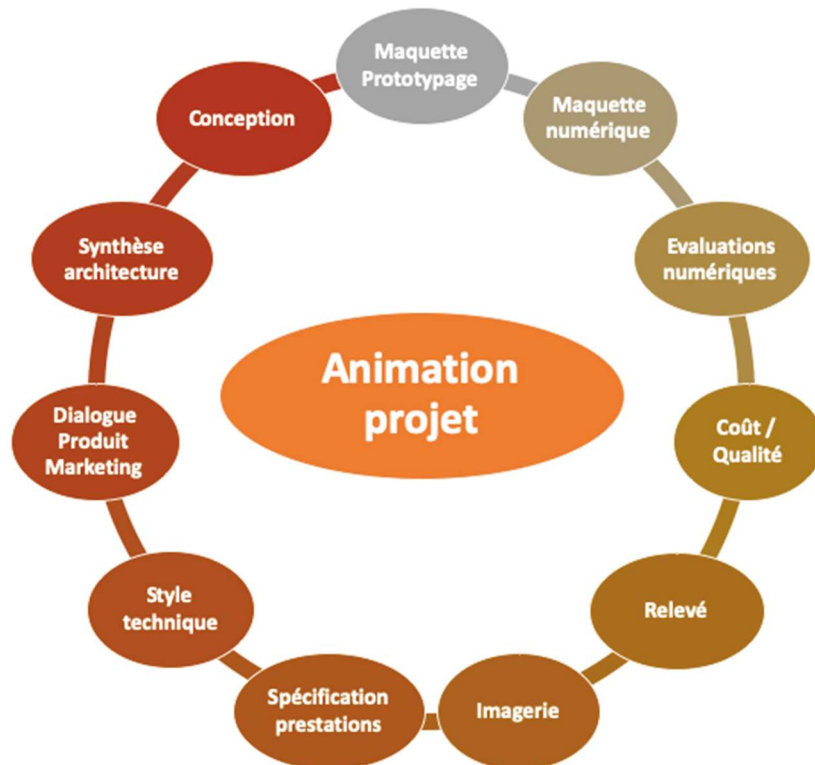 Maquette
Prototypage
Maquette
numérique
Evaluations
numériques
Coût /
Qualité
Relevé
Imagerie
Spécification
prestations
Style
technique
Dialogue
Produit
Marketing
Synthèse
architecture
Conception
Animation
projet